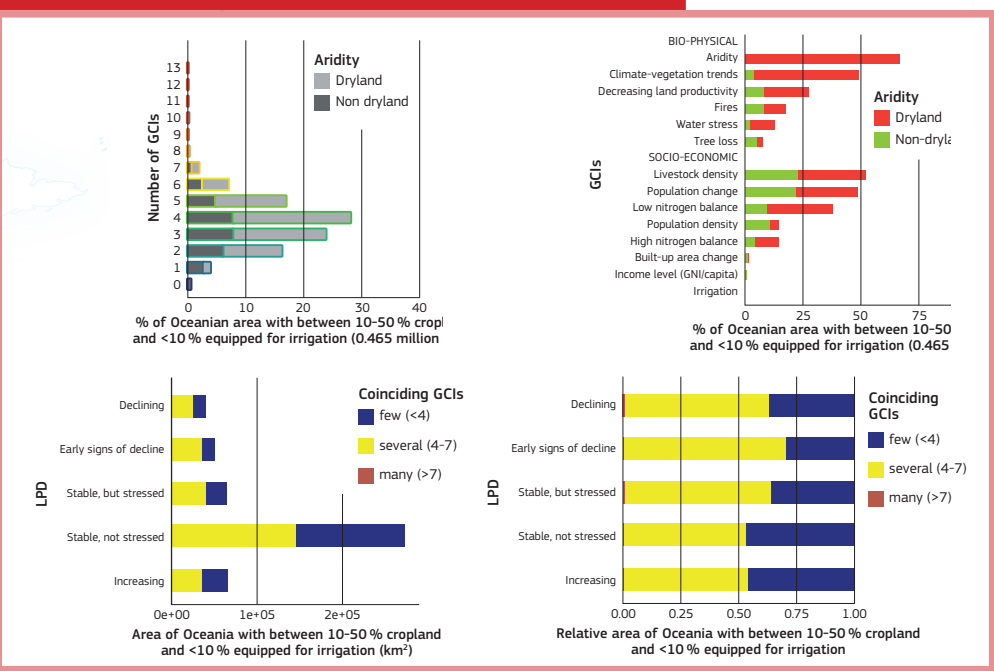 Number of GCIs
13
12
11
10
9
8
7
6
5
4
3
2
1
0
Aridity
Dryland
Non dryland
0 10 20 30 40
% of Oceanian area with between 10-50 % cropl
and <10 % equipped for irrigation (0.465 million
GCIs
BIO-PHYSICAL
Aridity
Climate-vegetation trends
Decreasing land productivity
Fires
Water stress
Tree loss
SOCIO-ECONOMIC
Livestock density
Population change
Low nitrogen balance
Population density
High nitrogen balance
Built-up area change
Income level (GNI/capita)
Irrigation
Aridity
Dryland
Non-dryla
0 25 50 75
% of Oceanian area with between 10-50
and <10 % equipped for irrigation (0.465
LPD
Declining
Early signs of decline
Stable, but stressed
Stable, not stressed
Increasing
Coinciding GCIs
few (<4)
several (4-7)
many (>7)
0e+00 1e+05 2e+05
Area of Oceania with between 10-50 % cropland
and <10 % equipped for irrigation (km²)
LPD
Declining
Early signs of decline
Stable, but stressed
Stable, not stressed
Increasing
Coinciding
GCIs
few (<4)
several (4-7)
many (>7)
0.00 0.25 0.50 0.75 1.00
Relative area of Oceania with between 10-50 % cropland
and <10 % equipped for irrigation